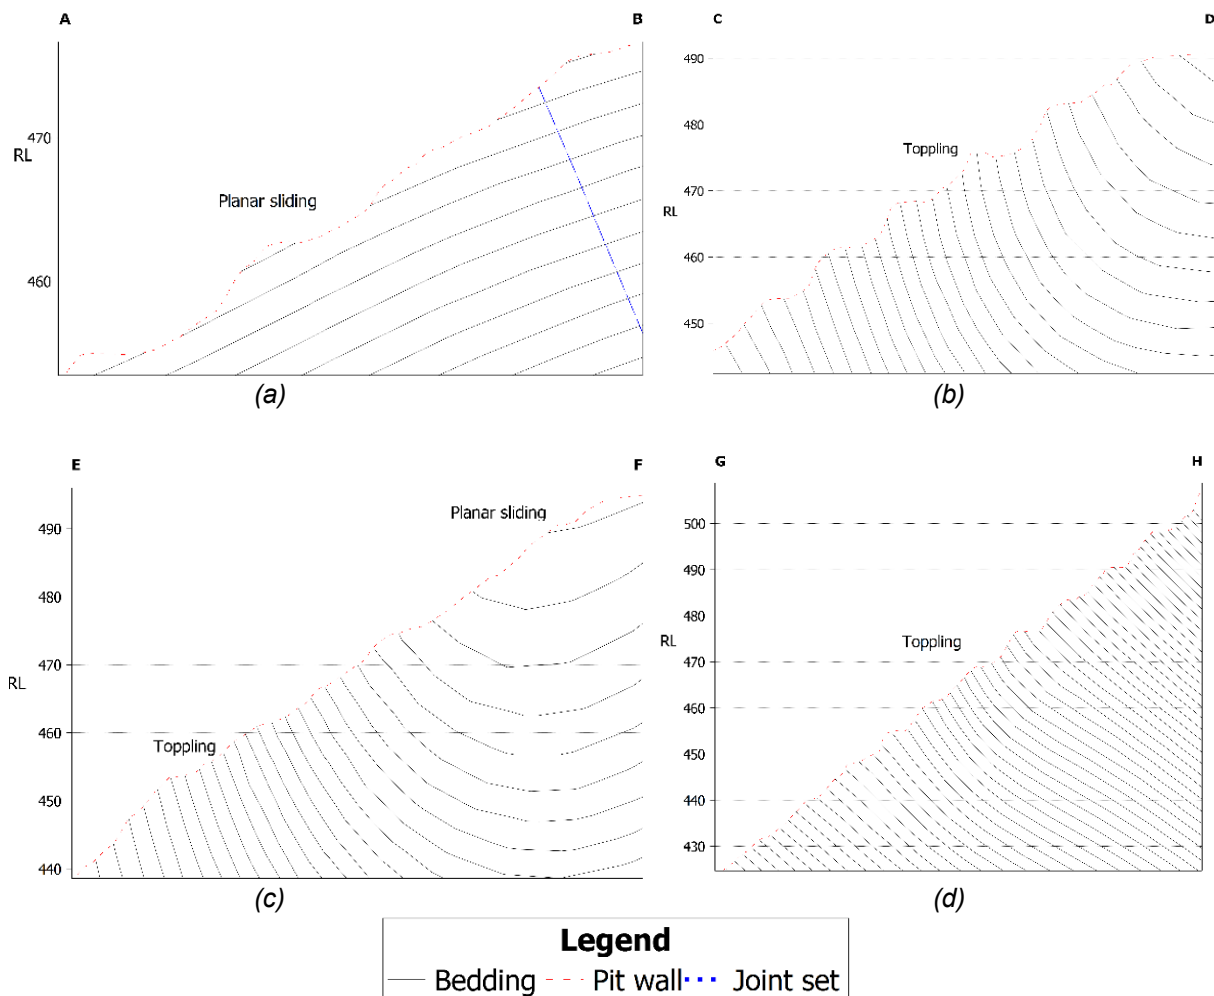 A B
470
RL
Planar sliding
460
(a)
C D
490
480
Toppling
470
RL
460
450
(b)
E F
490
Planar sliding
480
470
RL
460
Toppling
450
440
(c)
G H
500
490
480
Toppling
RL
470
460
450
440
430
(d)
Legend
Bedding Pit wall Joint set